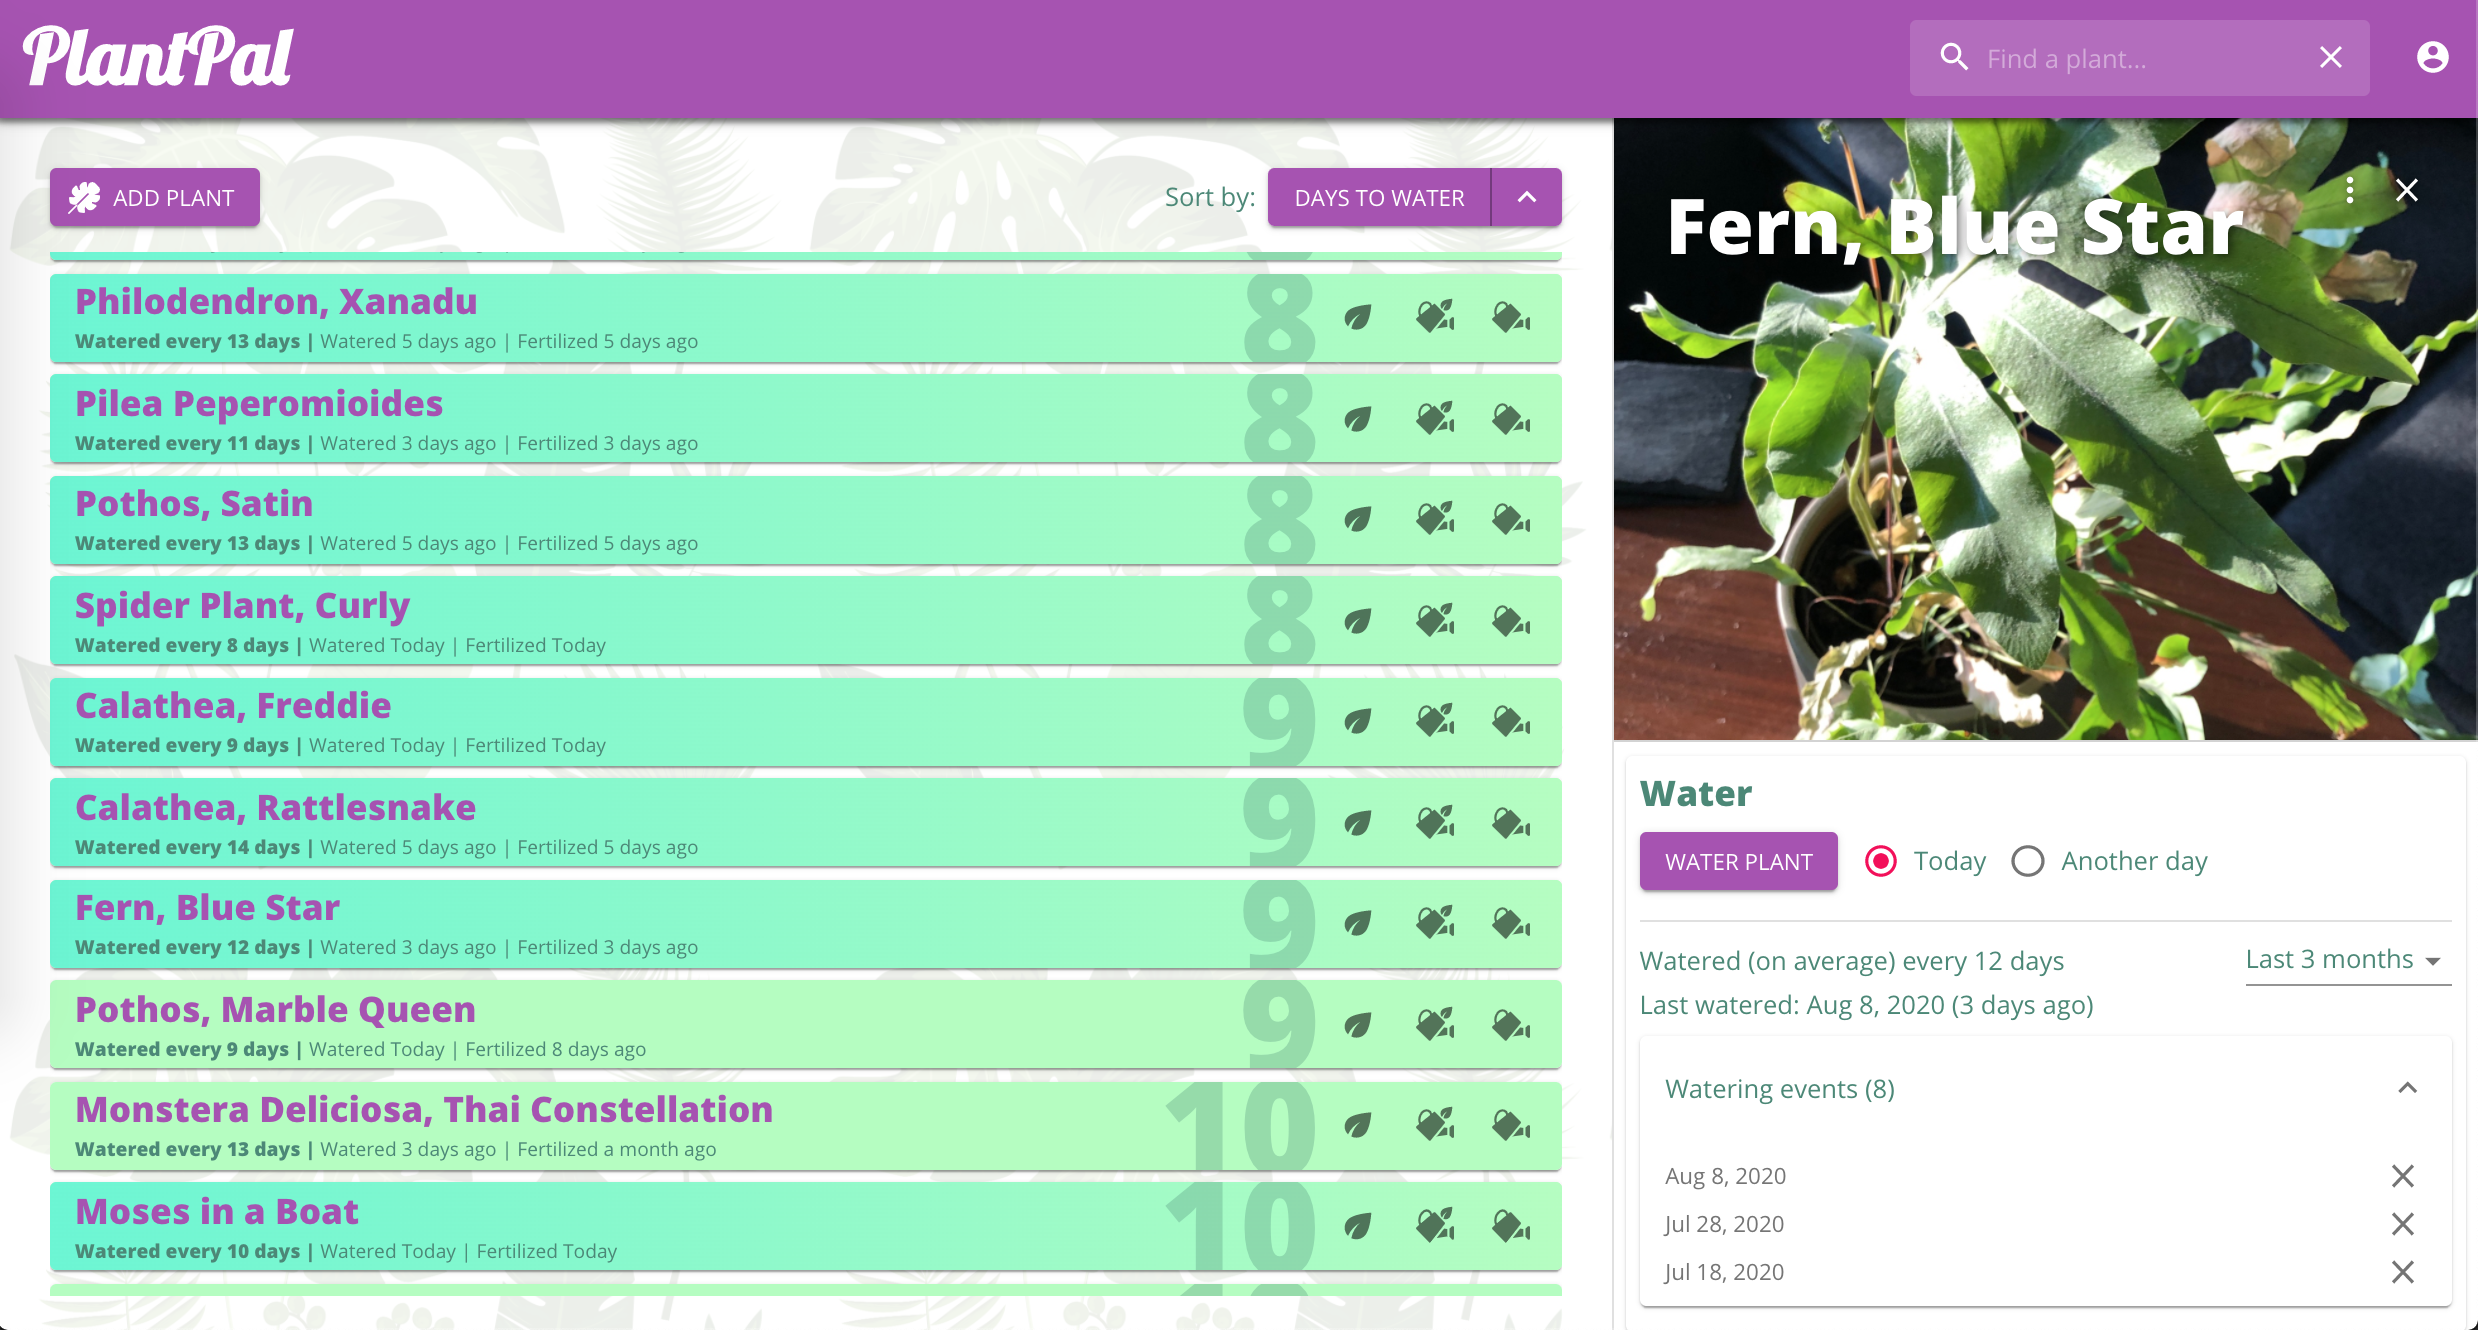 PlantPal
Find a plant...
ADD PLANT
Sort by:
DAYS TO WATER
Philodendron, Xanadu
Watered every 13 days | Watered 5 days ago | Fertilized 5 days ago
8
Pilea Peperomioides
Watered every 11 days | Watered 3 days ago | Fertilized 3 days ago
8
Pothos, Satin
Watered every 13 days | Watered 5 days ago | Fertilized 5 days ago
8
Spider Plant, Curly
Watered every 8 days | Watered Today | Fertilized Today
8
Calathea, Freddie
Watered every 9 days | Watered Today | Fertilized Today
9
Calathea, Rattlesnake
Watered every 14 days | Watered 5 days ago | Fertilized 5 days ago
9
Fern, Blue Star
Watered every 12 days | Watered 3 days ago | Fertilized 3 days ago
9
Pothos, Marble Queen
Watered every 9 days | Watered Today | Fertilized 8 days ago
9
Monstera Deliciosa, Thai Constellation
Watered every 13 days | Watered 3 days ago | Fertilized a month ago
10
Moses in a Boat
Watered every 10 days | Watered Today | Fertilized Today
10
Fern, Blue Star
Water
WATER PLANT
Today
Another day
Watered (on average) every 12 days
Last 3 months
Last watered: Aug 8, 2020 (3 days ago)
Watering events (8)
Aug 8, 2020
Jul 28, 2020
Jul 18, 2020